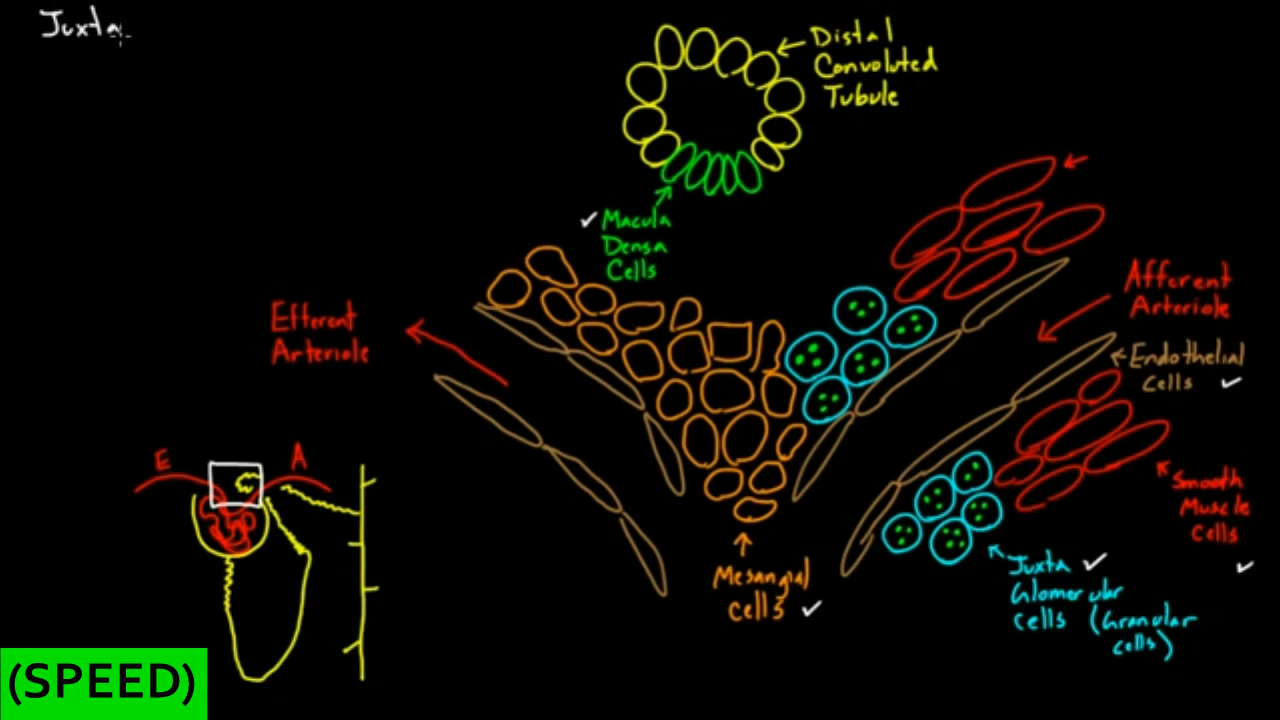 Juxta
Distal
Convoluted
Tubule
Macula
Densa
Cells
Efferent
Arteriole
Afferent
Arteriole
Endothelial
Cells
E
A
Smooth
Muscle
Cells
Mesangial
Cells
Juxta
Glomerular
Cells (Granular
Cells)
(SPEED)